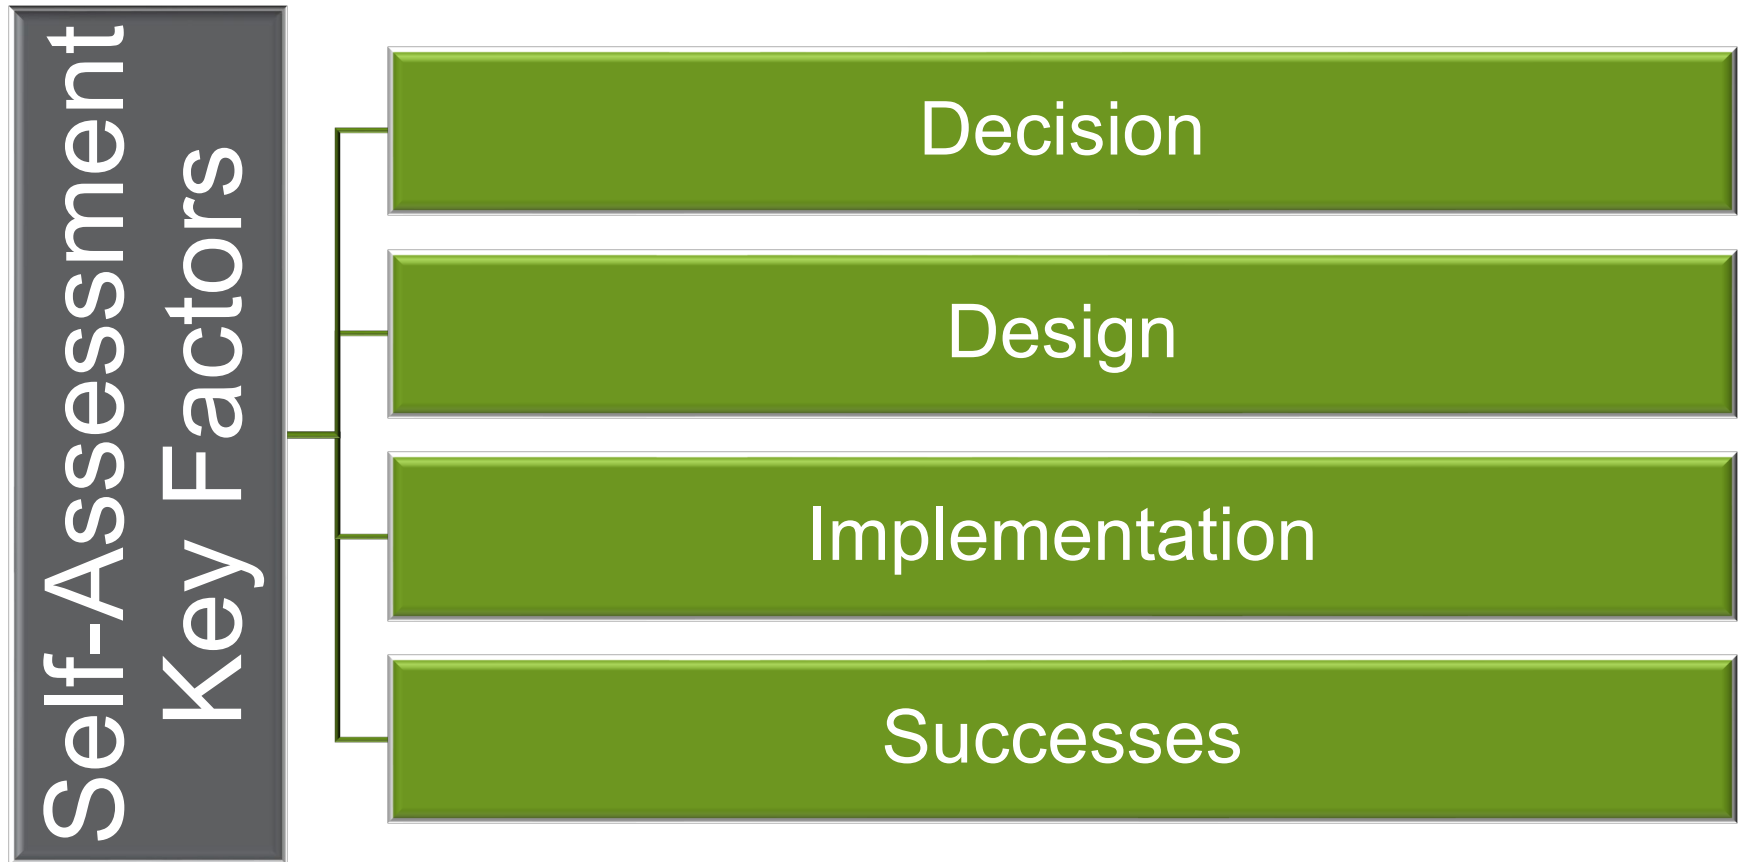 Self-Assessment
Key Factors
Decision
Design
Implementation
Successes